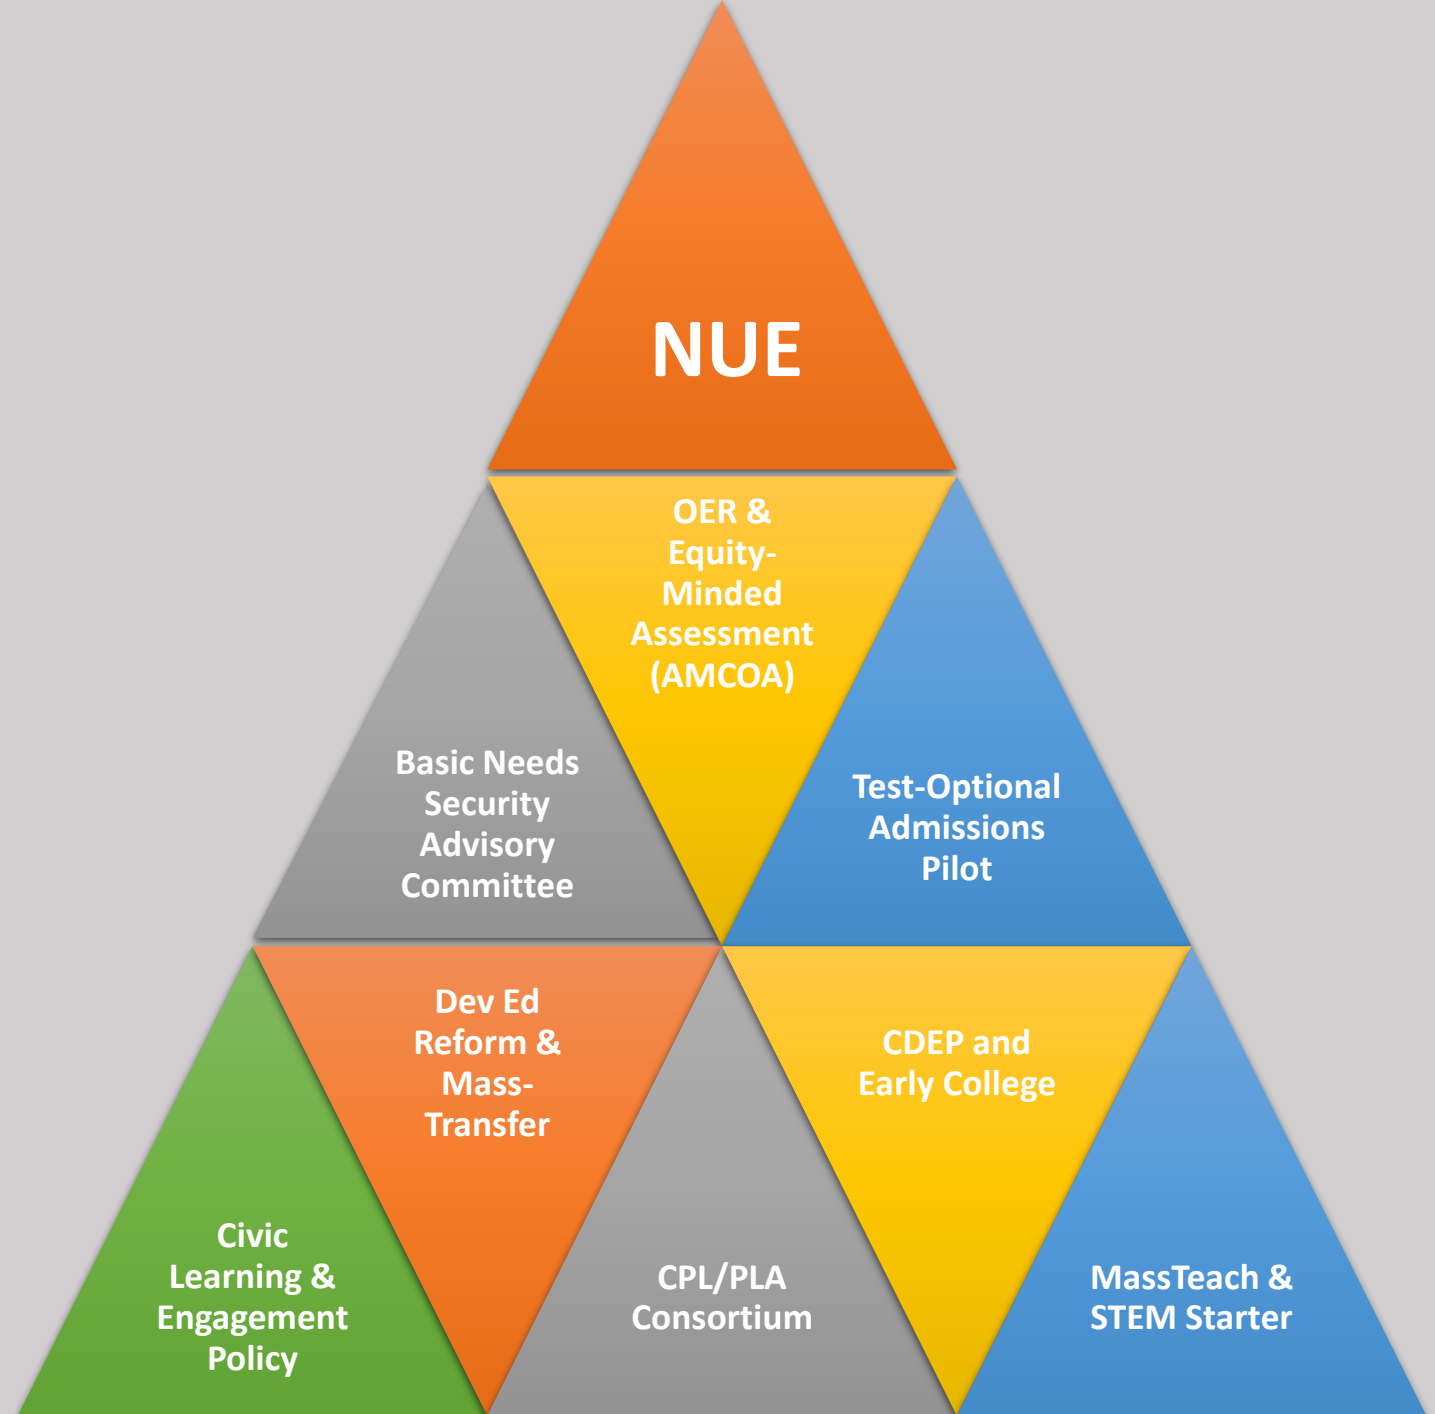 NUE
OER &
Equity-
Minded
Assessment
(AMCOA)
Basic Needs
Security
Advisory
Committee
Test-Optional
Admissions
Pilot
Dev Ed
Reform &
Mass-
Transfer
CDEP and
Early College
Civic
Learning &
Engagement
Policy
CPL/PLA
Consortium
MassTeach &
STEM Starter